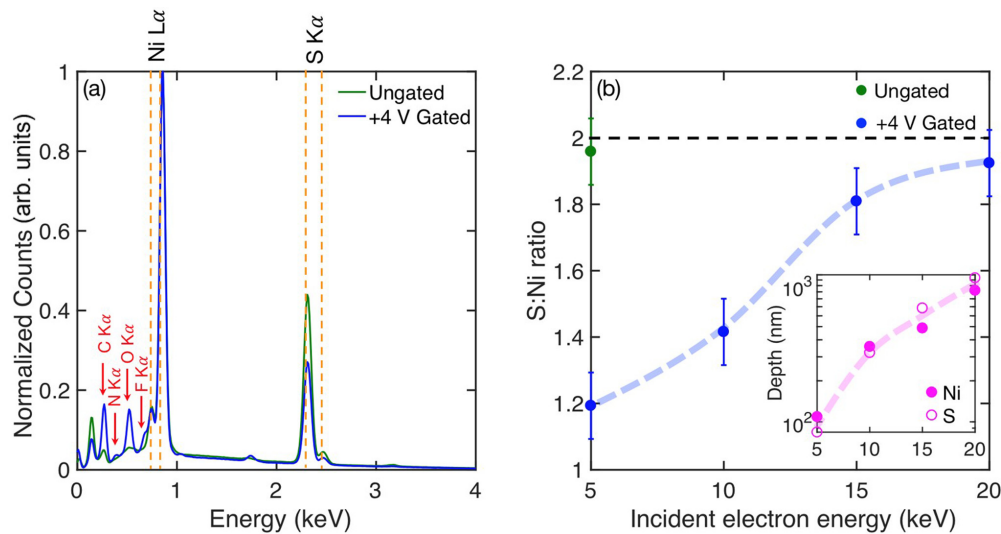 Ni Lα
S Kα
(a)
Ungated
+4 V Gated
C Kα
N Kα
O Kα
F Kα
1
0.8
0.6
0.4
0.2
0
0
1
2
3
4
Normalized Counts (arb. units)
Energy (keV)
(b)
Ungated
+4 V Gated
2.2
2
1.8
1.6
1.4
1.2
1
5
10
15
20
S:Ni ratio
Incident electron energy (keV)
10³
10²
Depth (nm)
Ni
S
5
10
15
20